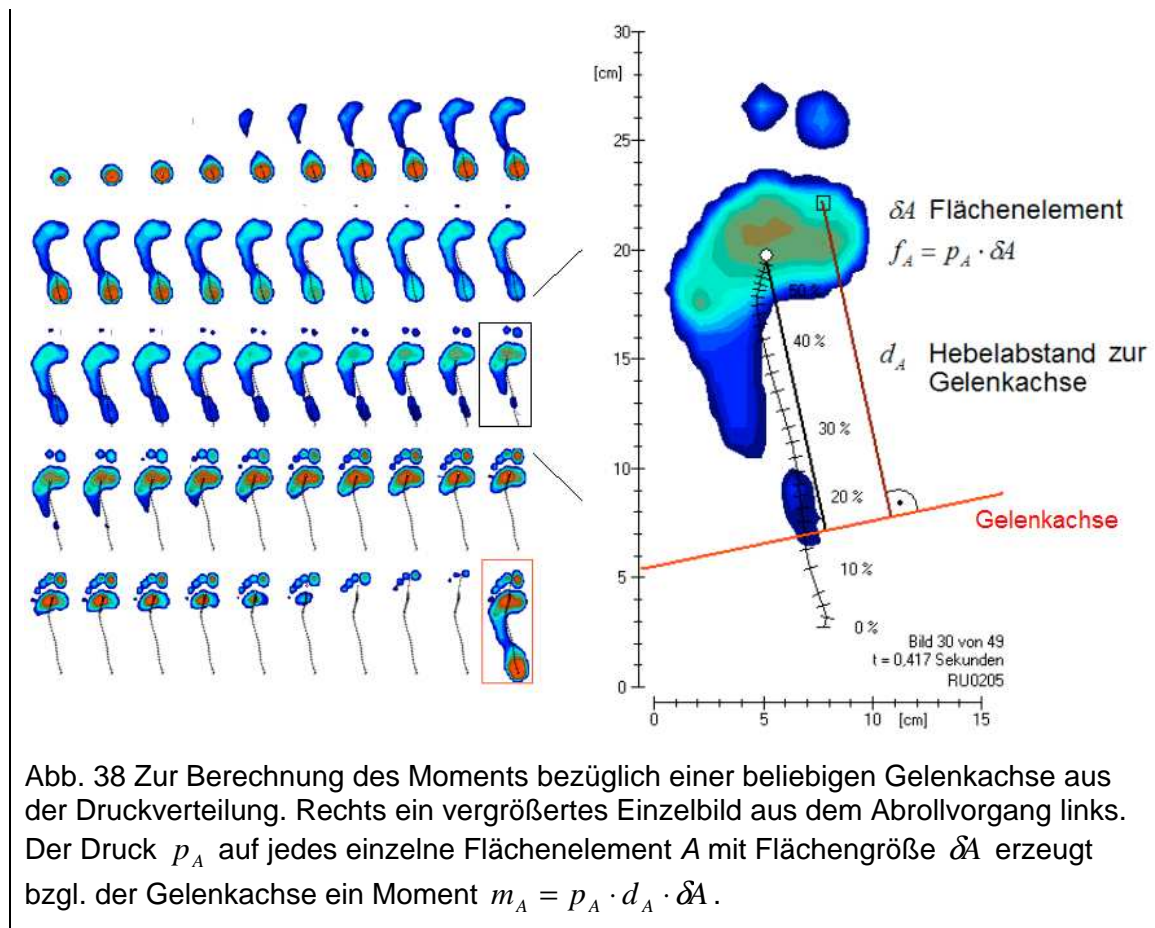 30
[cm]
25
20
15
10
5
0
δA Flächenelement
f_A = p_A · δA
d_A Hebelabstand zur
Gelenkachse
50 %
40 %
30 %
20 %
10 %
0 %
Gelenkachse
Bild 30 von 49
t = 0,417 Sekunden
RU0205
0 5 10 [cm] 15
Abb. 38 Zur Berechnung des Moments bezüglich einer beliebigen Gelenkachse aus
der Druckverteilung. Rechts ein vergrößertes Einzelbild aus dem Abrollvorgang links.
Der Druck p_A auf jedes einzelne Flächenelement A mit Flächengröße δA erzeugt
bzgl. der Gelenkachse ein Moment m_A = p_A · d_A · δA .